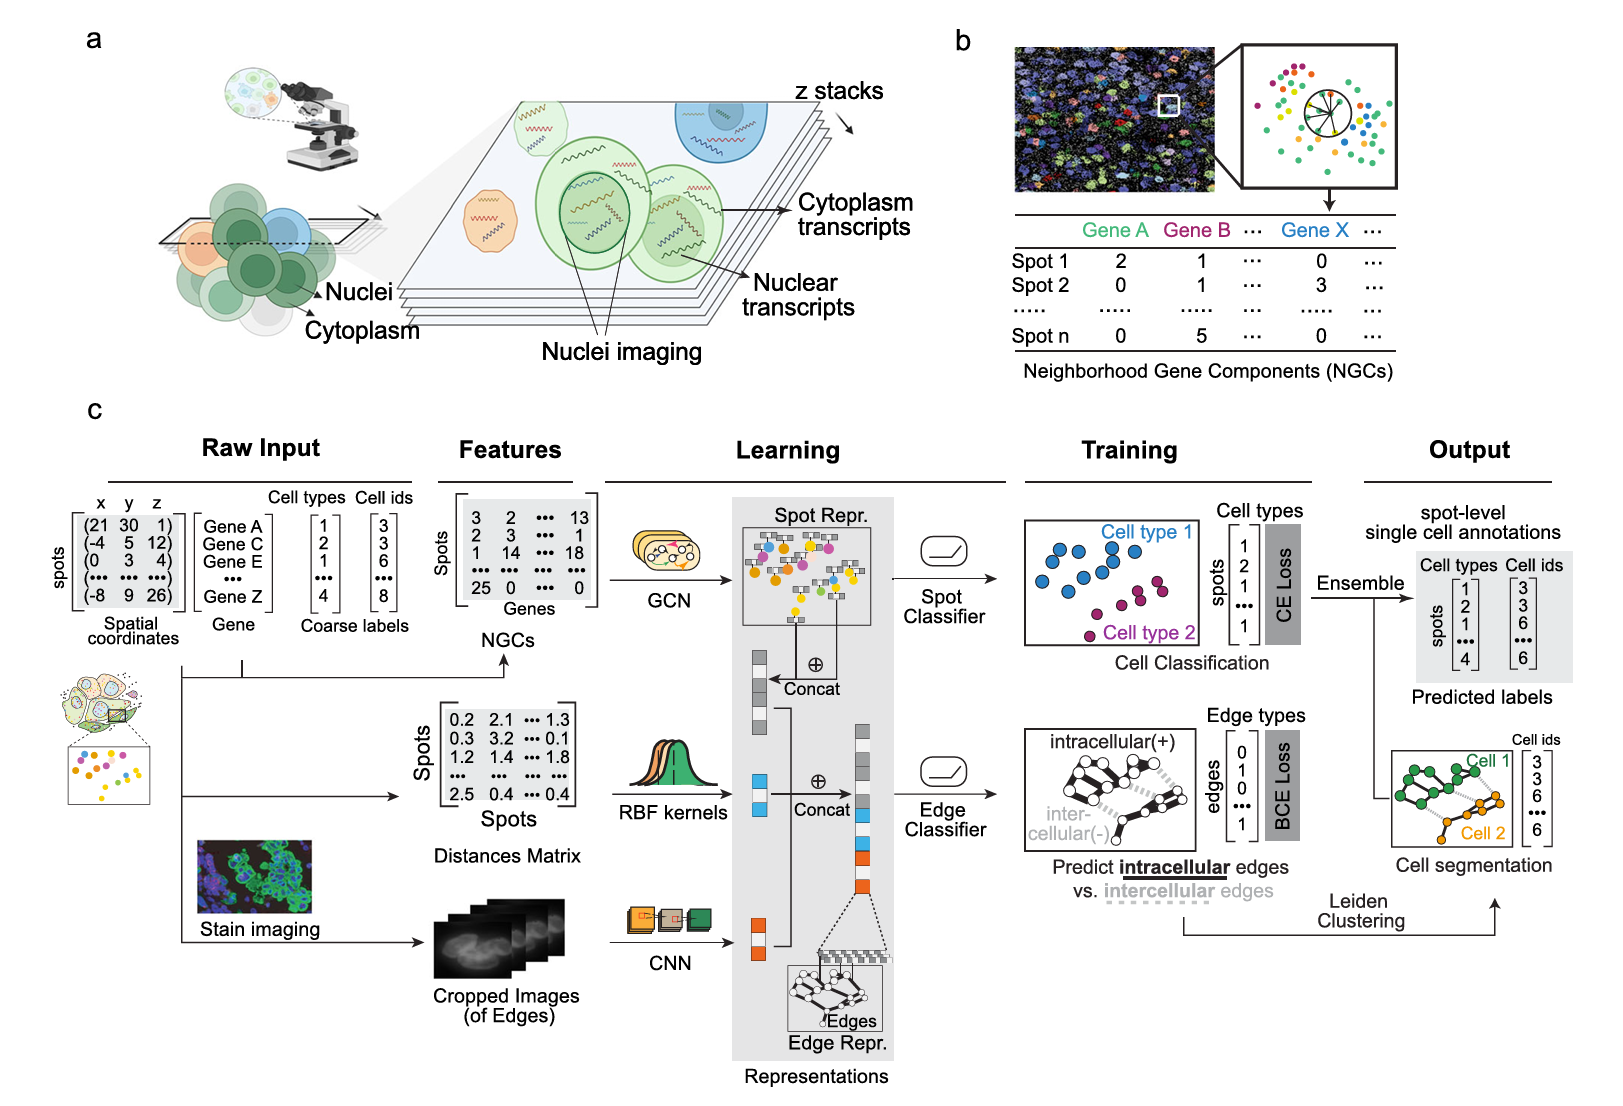 a
z stacks
Cytoplasm
transcripts
Nuclear
transcripts
Nuclei
Cytoplasm
Nuclei imaging
b
Gene A Gene B ... Gene X ...
Spot 1 2 1 ... 0 ...
Spot 2 0 1 ... 3 ...
..... ..... ..... ... ..... ...
Spot n 0 5 ... 0 ...
Neighborhood Gene Components (NGCs)
c
Raw Input
Features
Learning
Training
Output
x y z
spots
(21 30 1)
(-4 5 12)
(0 3 4)
(... ... ...)
(-8 9 26)
Spatial
coordinates
Gene A
Gene C
Gene E
...
Gene Z
Gene
Cell types Cell ids
1 3
2 3
1 6
... ...
4 8
Coarse labels
Stain imaging
Spots
3 2 ... 13
2 3 ... 1
1 14 ... 18
... ... ... ...
25 0 ... 0
Genes
NGCs
Spots
0.2 2.1 ... 1.3
0.3 3.2 ... 0.1
1.2 1.4 ... 1.8
... ... ... ...
2.5 0.4 ... 0.4
Spots
Distances Matrix
Cropped Images
(of Edges)
GCN
RBF kernels
CNN
Spot Repr.
⊕
Concat
⊕
Concat
Edges
Edge Repr.
Representations
Spot
Classifier
Edge
Classifier
Cell type 1
Cell type 2
Cell Classification
Cell types
spots
1
2
1
...
1
CE Loss
intracellular(+)
inter-
cellular(-)
Edge types
edges
0
1
0
...
1
BCE Loss
Predict intracellular edges
vs. intercellular edges
Ensemble
Leiden
Clustering
spot-level
single cell annotations
Cell types Cell ids
spots
1 3
2 3
1 6
... ...
4 6
Predicted labels
Cell 1
Cell 2
Cell ids
3
3
6
...
6
Cell segmentation